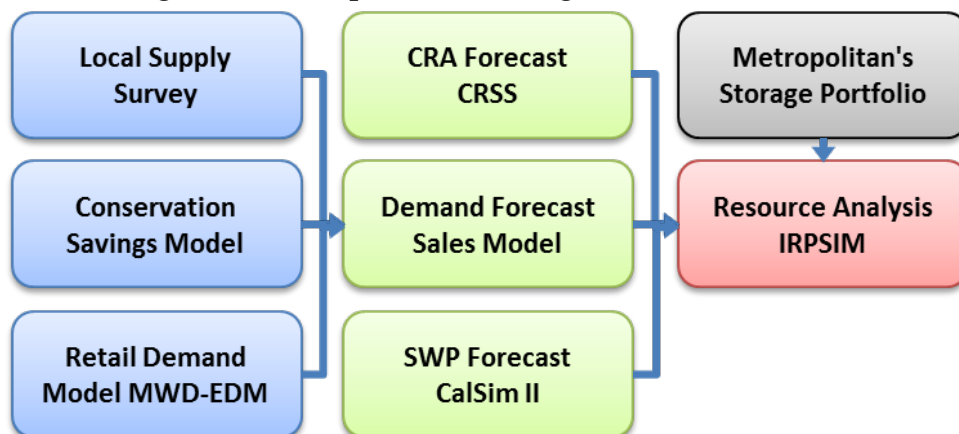 Local Supply
Survey
CRA Forecast
CRSS
Metropolitan's
Storage Portfolio
Conservation
Savings Model
Demand Forecast
Sales Model
Resource Analysis
IRPSIM
Retail Demand
Model MWD-EDM
SWP Forecast
CalSim II